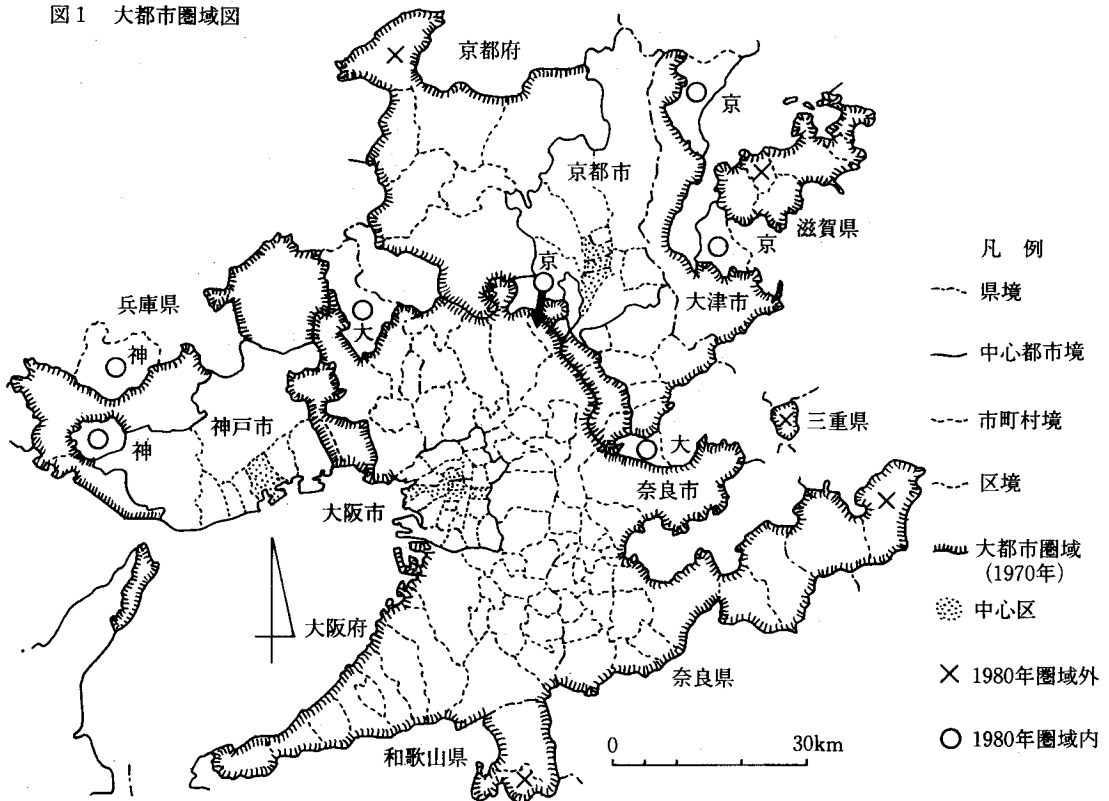 図1 大都市圏域図
京都府
京
京都市
京
滋賀県
京
大津市
兵庫県
大
神
神戸市
神
三重県
大
奈良市
大阪市
大阪府
奈良県
和歌山県
0 30km
凡例
県境
中心都市境
市町村境
区境
大都市圏域
(1970年)
中心区
1980年圏域外
1980年圏域内